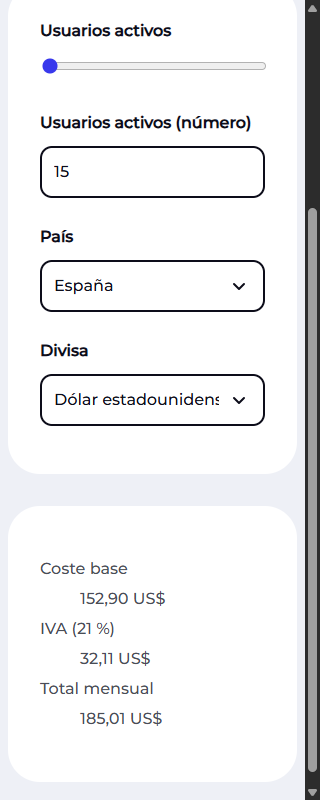 Usuarios activos
Usuarios activos (número)
15
País
España
Divisa
Dólar estadounidens
Coste base
152,90 US$
IVA (21 %)
32,11 US$
Total mensual
185,01 US$